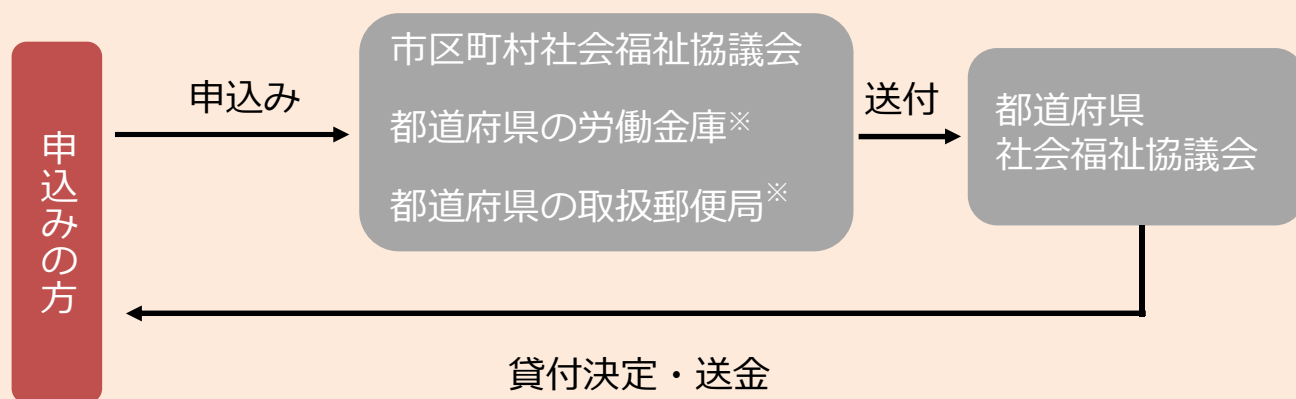 申込みの方
申込み
市区町村社会福祉協議会
都道府県の労働金庫※
都道府県の取扱郵便局※
送付
都道府県
社会福祉協議会
貸付決定・送金